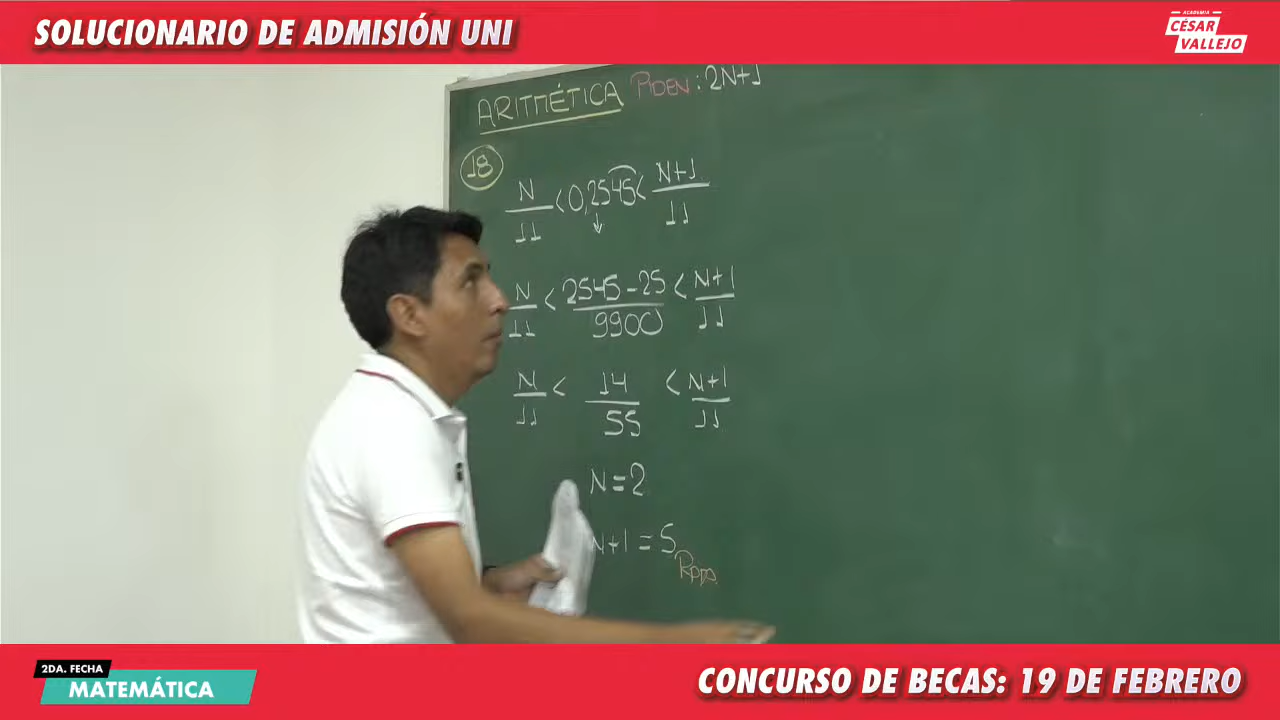 SOLUCIONARIO DE ADMISIÓN UNI
ACADEMIA
CÉSAR
VALLEJO
ARITMÉTICA PIDEN: 2N+1
18
N/11 < 0,2545 < N+1/11
N/11 < 2545-25/9900 < N+1/11
N/11 < 14/55 < N+1/11
N=2
N+1 = 5
Rpta.
2DA. FECHA
MATEMÁTICA
CONCURSO DE BECAS: 19 DE FEBRERO